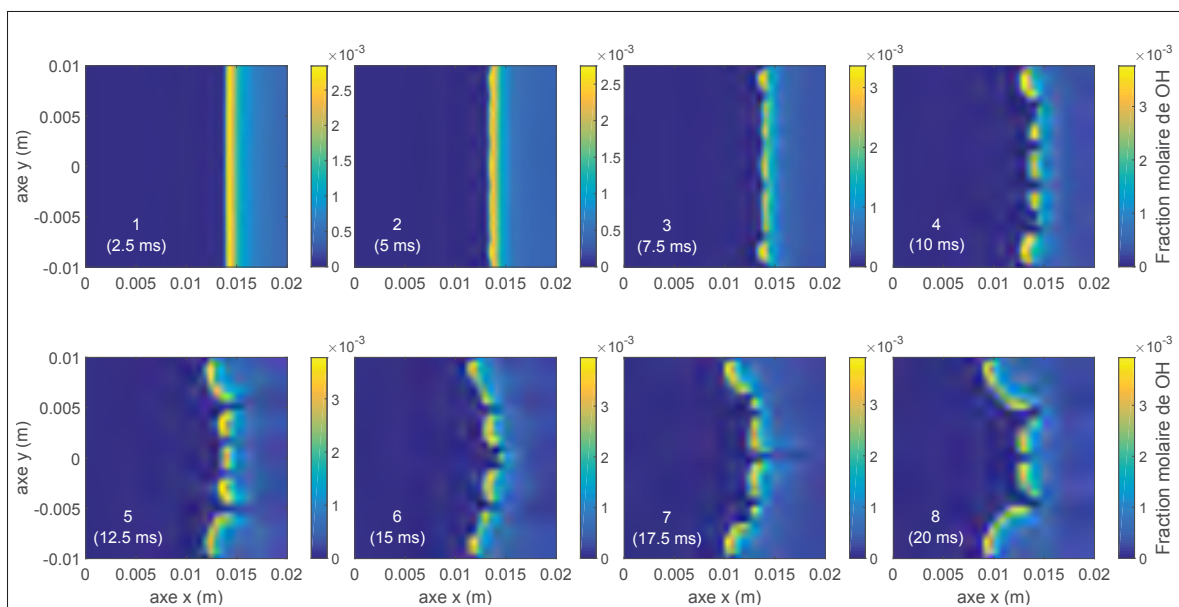 ×10⁻³ ×10⁻³ ×10⁻³ ×10⁻³
axe y (m)
0.01
0.005
0
-0.005
-0.01
1
(2.5 ms)
0 0.005 0.01 0.015 0.02
3
2.5
2
1.5
1
0.5
0
2
(5 ms)
0 0.005 0.01 0.015 0.02
2.5
2
1.5
1
0.5
0
3
(7.5 ms)
0 0.005 0.01 0.015 0.02
3
2
1
0
4
(10 ms)
0 0.005 0.01 0.015 0.02
3
2
1
0
Fraction molaire de OH
×10⁻³ ×10⁻³ ×10⁻³ ×10⁻³
axe y (m)
0.01
0.005
0
-0.005
-0.01
5
(12.5 ms)
0 0.005 0.01 0.015 0.02
axe x (m)
3
2
1
0
6
(15 ms)
0 0.005 0.01 0.015 0.02
axe x (m)
3
2
1
0
7
(17.5 ms)
0 0.005 0.01 0.015 0.02
axe x (m)
3
2
1
0
8
(20 ms)
0 0.005 0.01 0.015 0.02
axe x (m)
3
2
1
0
Fraction molaire de OH